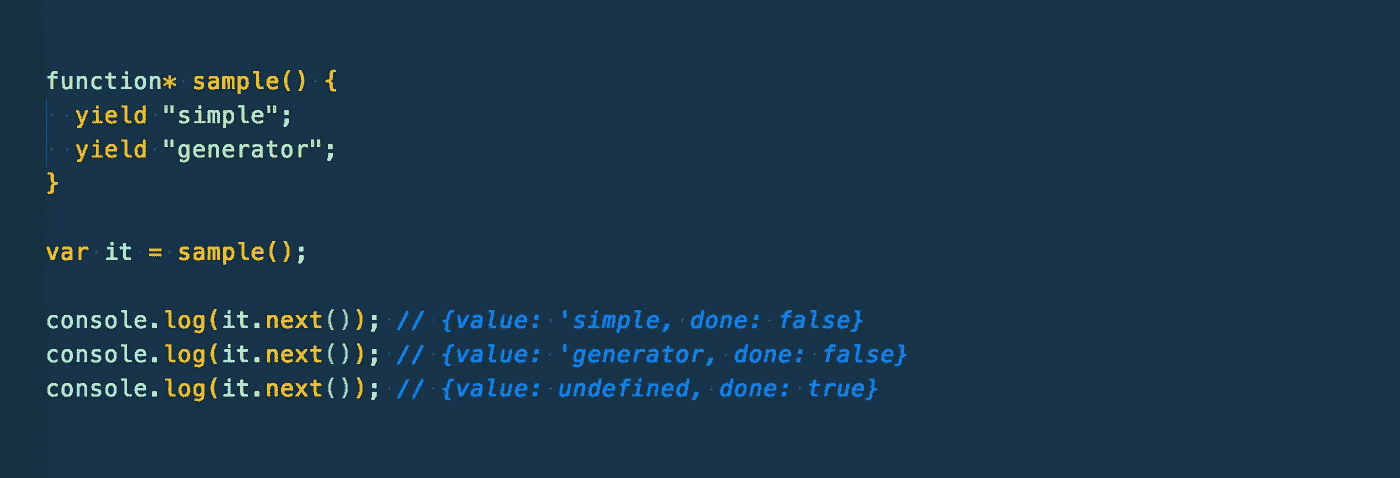 function* sample() {
  yield "simple";
  yield "generator";
}
var it = sample();
console.log(it.next()); // {value: 'simple, done: false}
console.log(it.next()); // {value: 'generator, done: false}
console.log(it.next()); // {value: undefined, done: true}